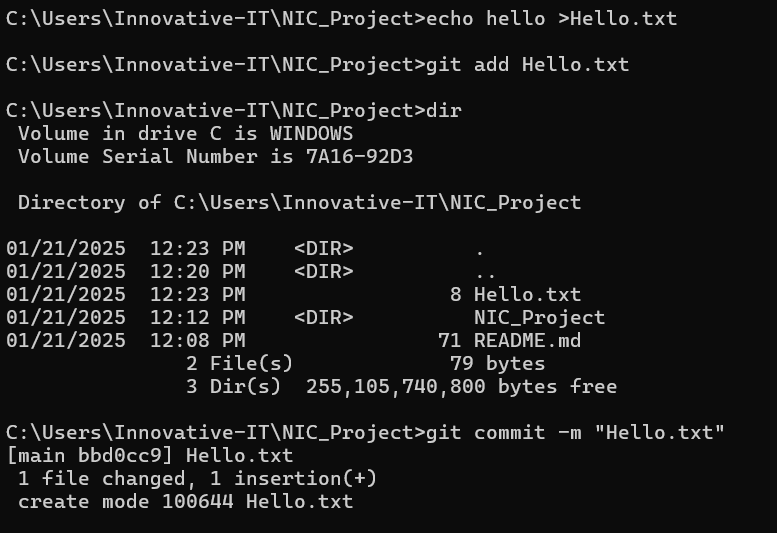 C:\Users\Innovative-IT\NIC_Project>echo hello >Hello.txt
C:\Users\Innovative-IT\NIC_Project>git add Hello.txt
C:\Users\Innovative-IT\NIC_Project>dir
 Volume in drive C is WINDOWS
 Volume Serial Number is 7A16-92D3
 Directory of C:\Users\Innovative-IT\NIC_Project
01/21/2025  12:23 PM    <DIR>          .
01/21/2025  12:20 PM    <DIR>          ..
01/21/2025  12:23 PM                 8 Hello.txt
01/21/2025  12:12 PM    <DIR>          NIC_Project
01/21/2025  12:08 PM                71 README.md
               2 File(s)             79 bytes
               3 Dir(s)  255,105,740,800 bytes free
C:\Users\Innovative-IT\NIC_Project>git commit -m "Hello.txt"
[main bbd0cc9] Hello.txt
 1 file changed, 1 insertion(+)
 create mode 100644 Hello.txt